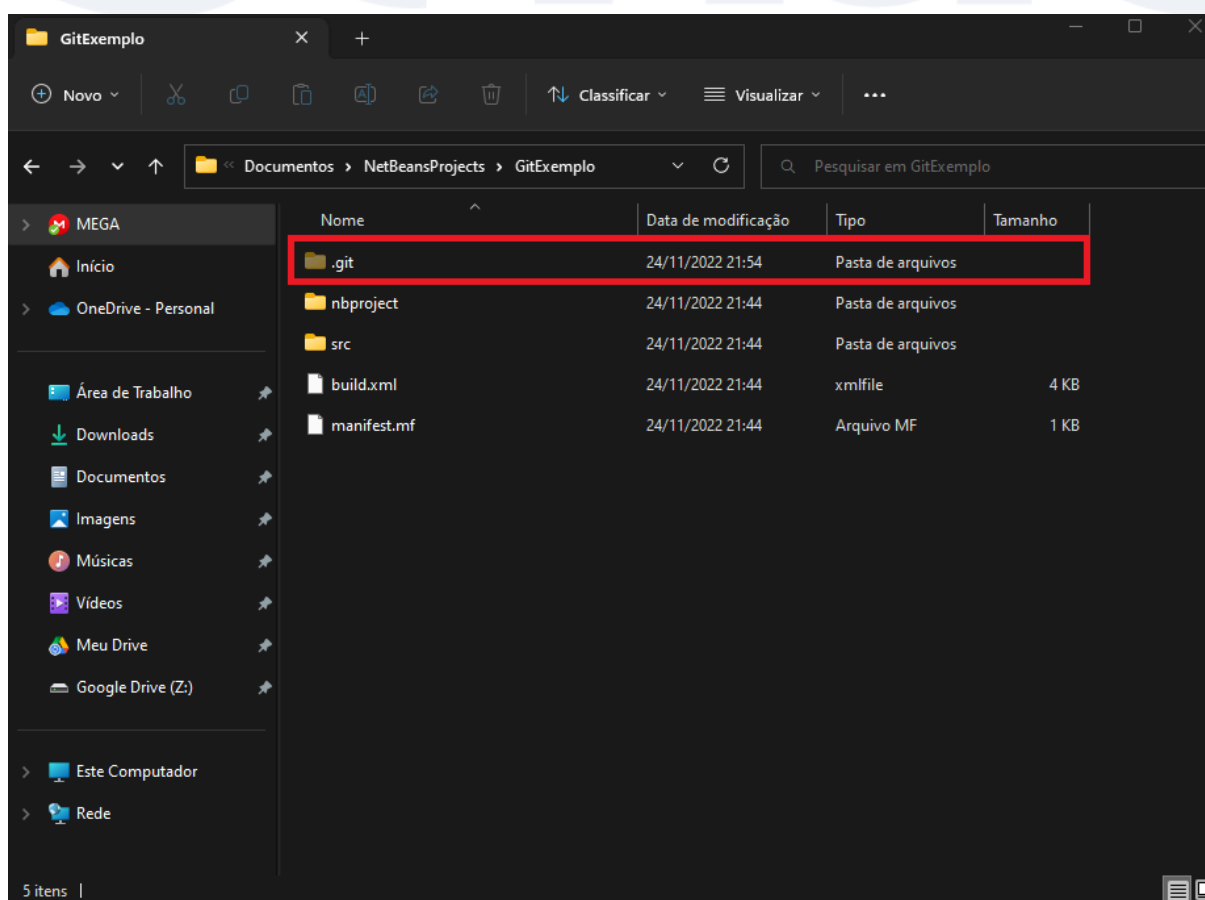 GitExemplo
Novo
Classificar
Visualizar
Documentos > NetBeansProjects > GitExemplo
Pesquisar em GitExemplo
MEGA
Início
OneDrive - Personal
Área de Trabalho
Downloads
Documentos
Imagens
Músicas
Vídeos
Meu Drive
Google Drive (Z:)
Este Computador
Rede
Nome Data de modificação Tipo Tamanho
.git 24/11/2022 21:54 Pasta de arquivos
nbproject 24/11/2022 21:44 Pasta de arquivos
src 24/11/2022 21:44 Pasta de arquivos
build.xml 24/11/2022 21:44 xmlfile 4 KB
manifest.mf 24/11/2022 21:44 Arquivo MF 1 KB
5 itens